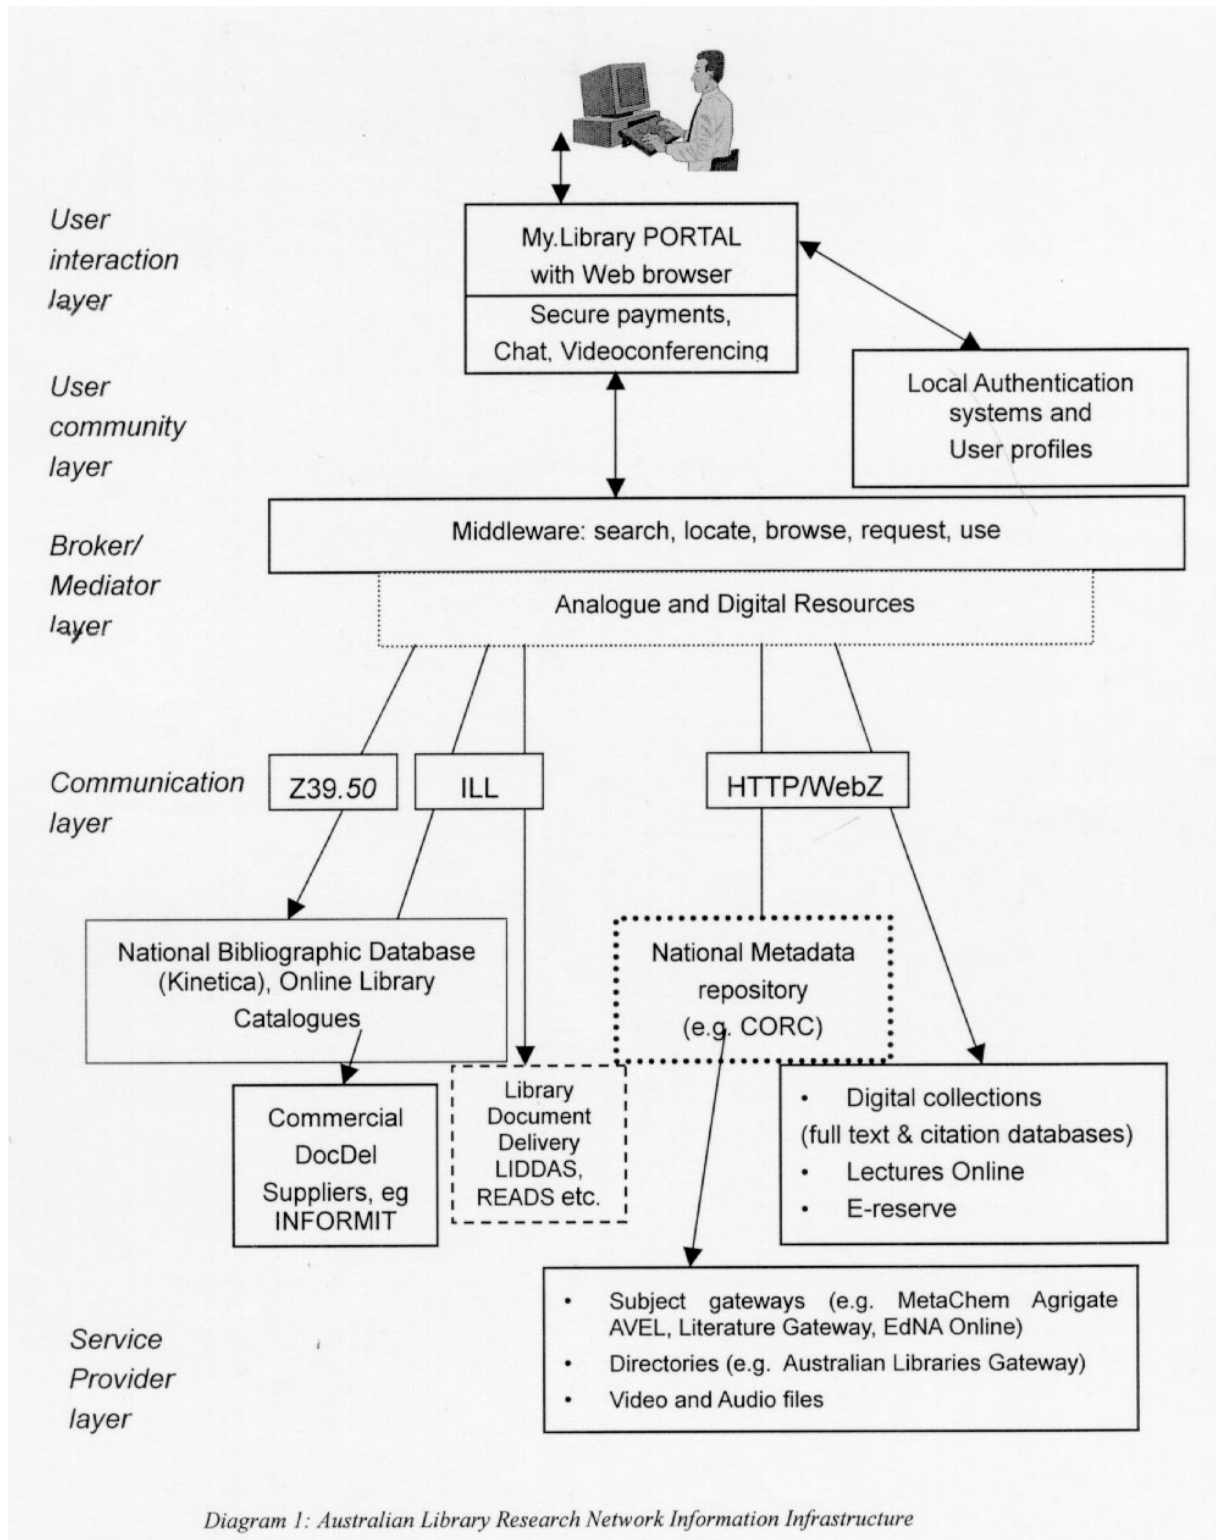 User
interaction
layer
My.Library PORTAL
with Web browser
Secure payments,
Chat, Videoconferencing
User
community
layer
Local Authentication
systems and
User profiles
Broker/
Mediator
layer
Middleware: search, locate, browse, request, use
Analogue and Digital Resources
Communication
layer
Z39.50
ILL
HTTP/WebZ
National Bibliographic Database
(Kinetica), Online Library
Catalogues
National Metadata
repository
(e.g. CORC)
Commercial
DocDel
Suppliers, eg
INFORMIT
Library
Document
Delivery
LIDDAS,
READS etc.
• Digital collections
(full text & citation databases)
• Lectures Online
• E-reserve
Service
Provider
layer
• Subject gateways (e.g. MetaChem Agrigate
AVEL, Literature Gateway, EdNA Online)
• Directories (e.g. Australian Libraries Gateway)
• Video and Audio files
Diagram 1: Australian Library Research Network Information Infrastructure